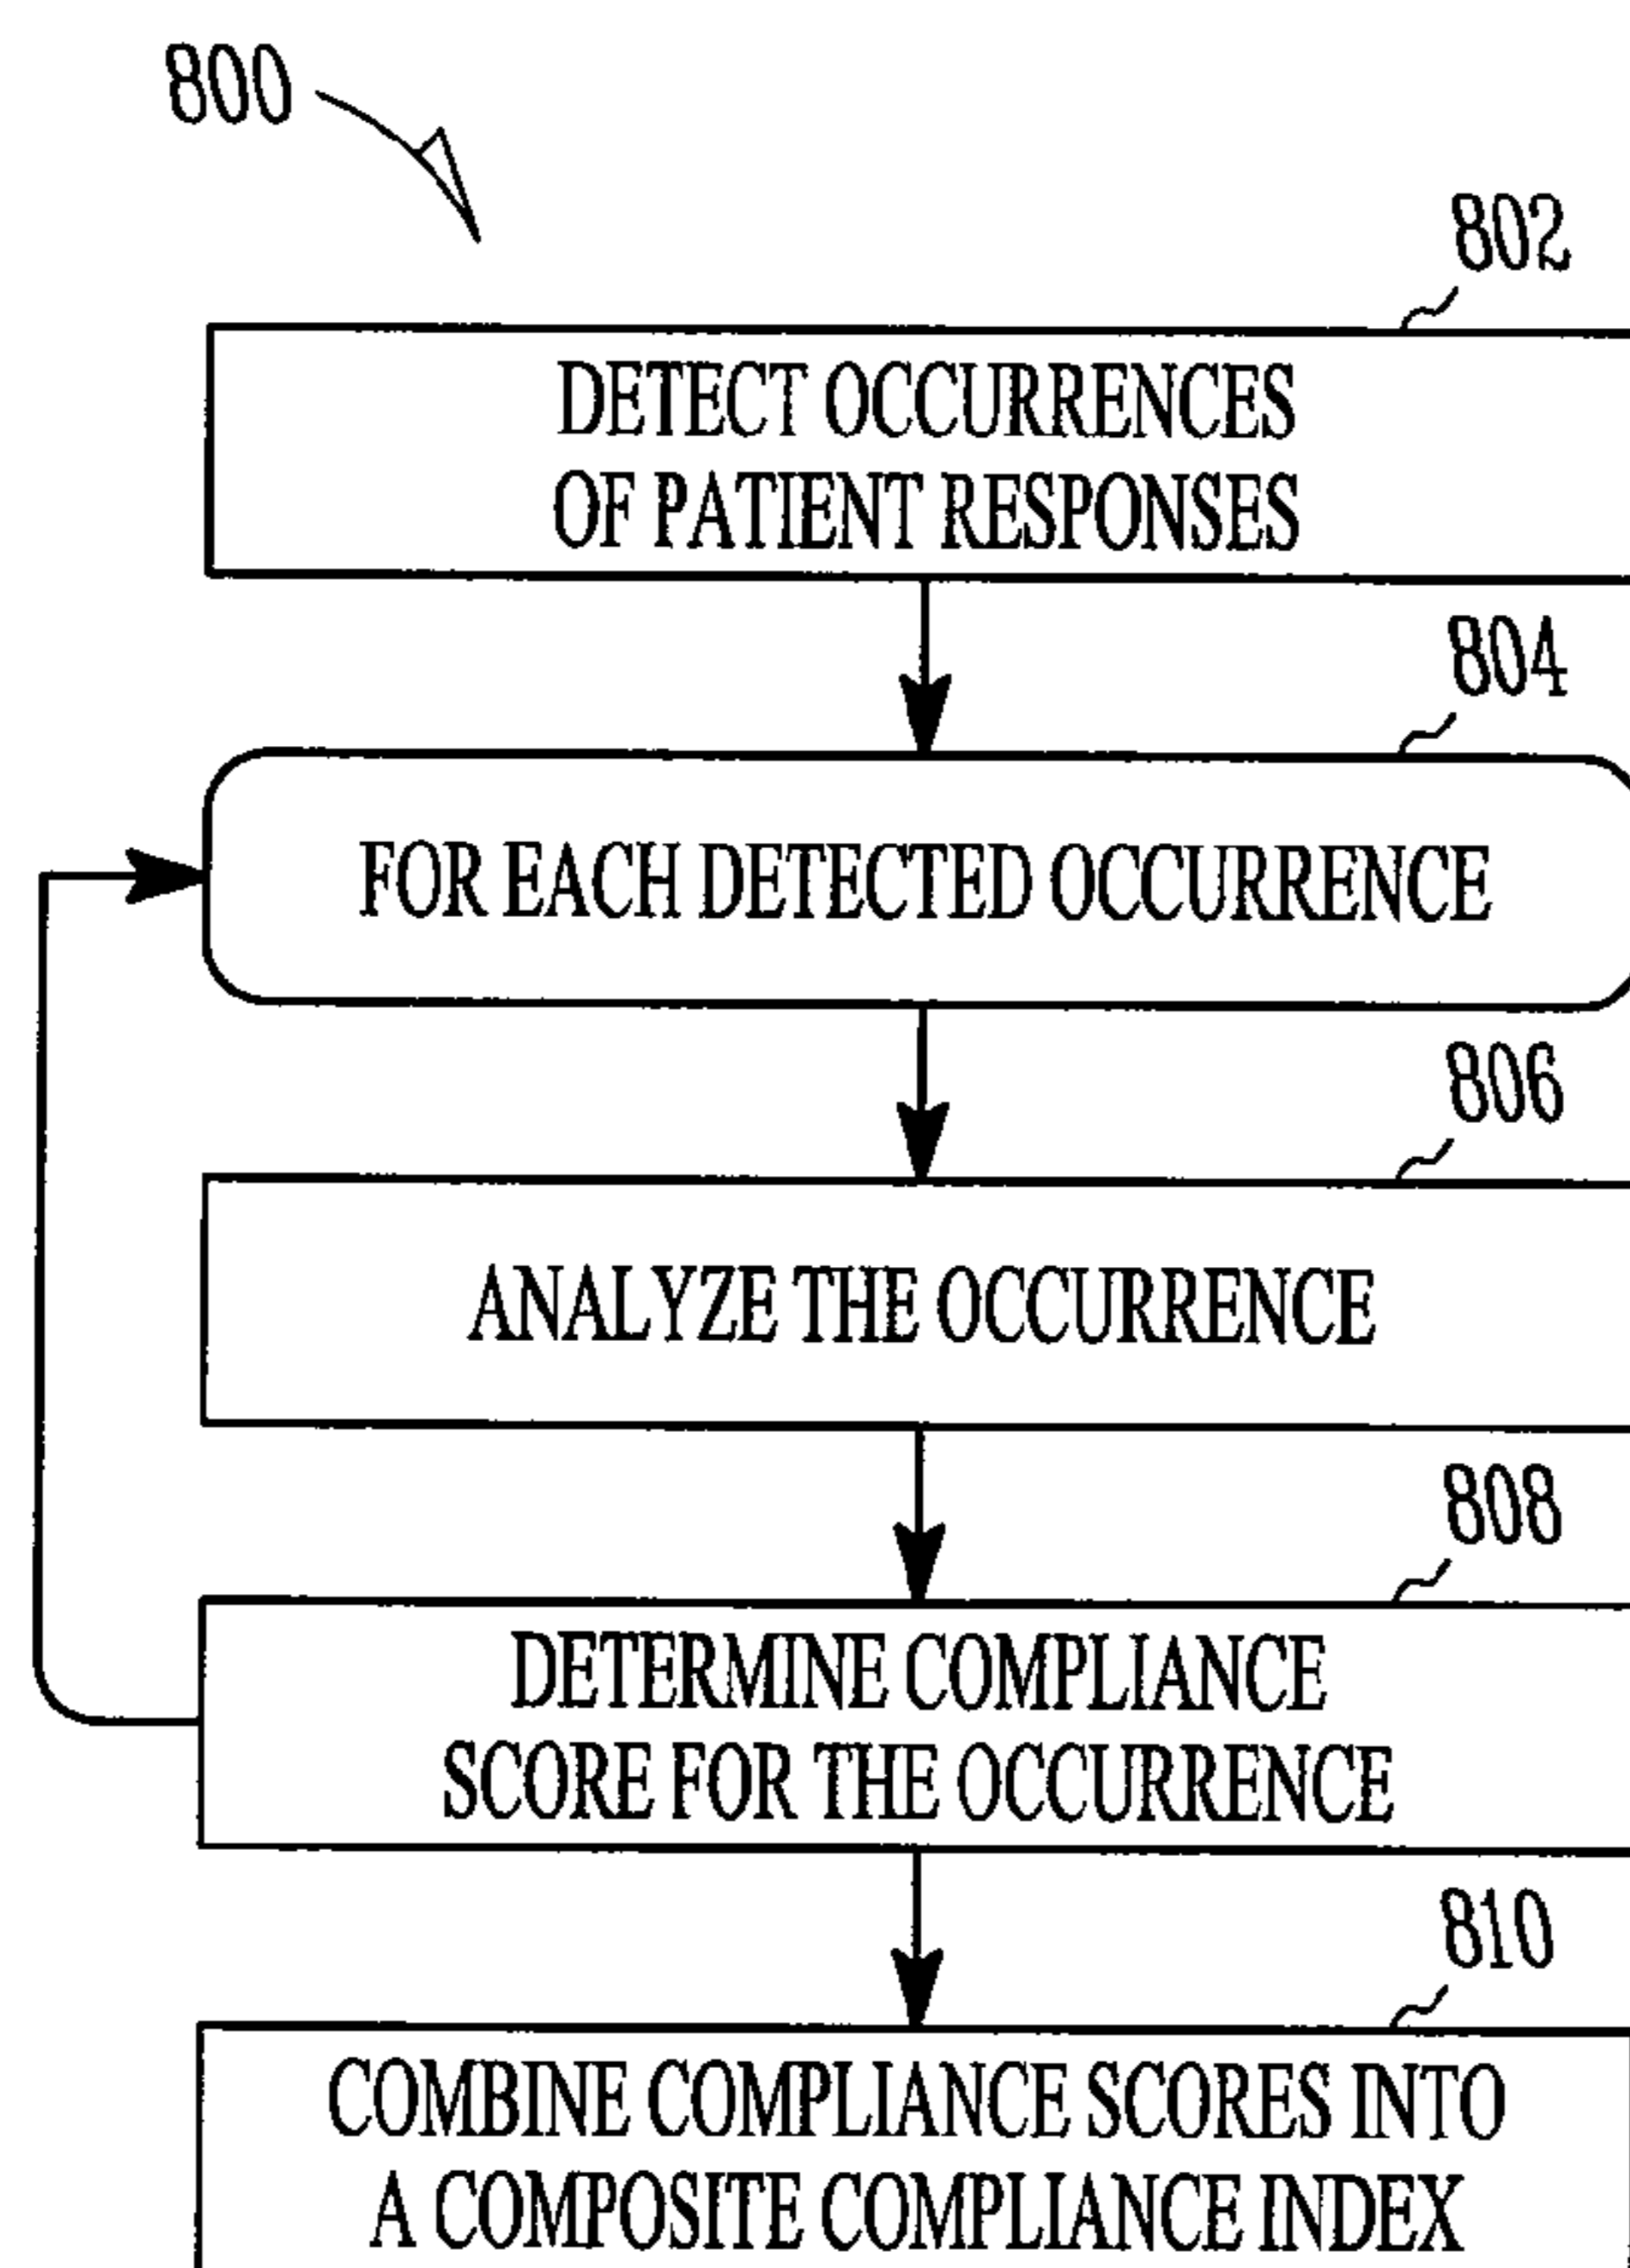 800
802
DETECT OCCURRENCES
OF PATIENT RESPONSES
804
FOR EACH DETECTED OCCURRENCE
806
ANALYZE THE OCCURRENCE
808
DETERMINE COMPLIANCE
SCORE FOR THE OCCURRENCE
810
COMBINE COMPLIANCE SCORES INTO
A COMPOSITE COMPLIANCE INDEX